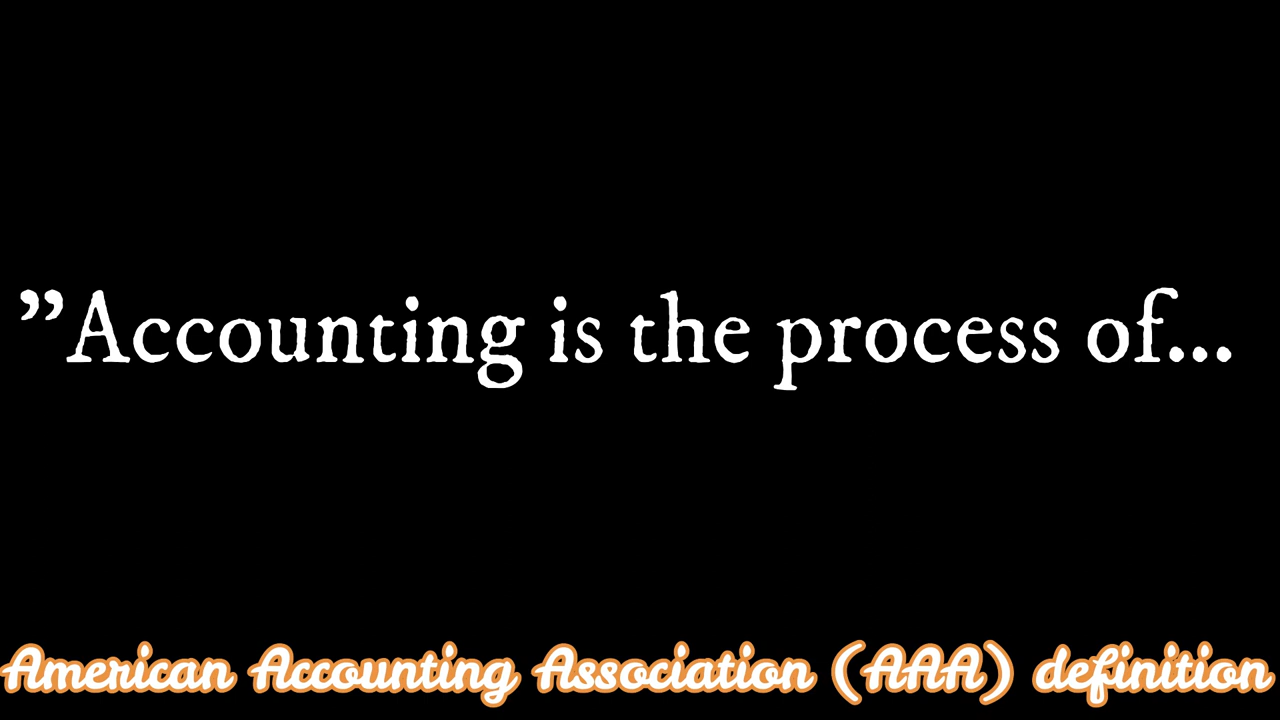 ”Accounting is the process of...
American Accounting Association (AAA) definition